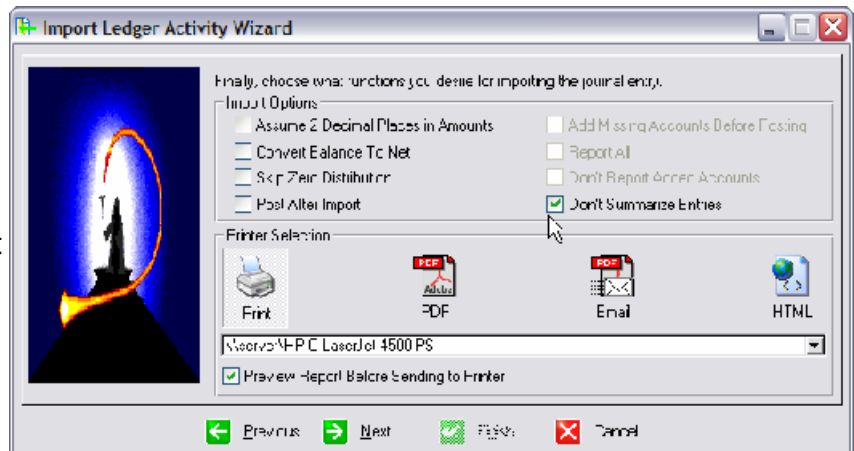 Import Ledger Activity Wizard
Finally, choose what functions you desire for importing the journal entry.
Import Options
Assume 2 Decimal Places in Amounts
Add Missing Accounts Before Posting
Convert Balance To Net
Report All
Skip Zero Distribution
Don't Report Added Accounts
Post After Import
Don't Summarize Entries
Printer Selection
PDF
Adobe
PDF
Print
PDF
Email
HTML
\\server\HP C LaserJet 4500 PS
Preview Report Before Sending to Printer
Previous
Next
Finish
Cancel